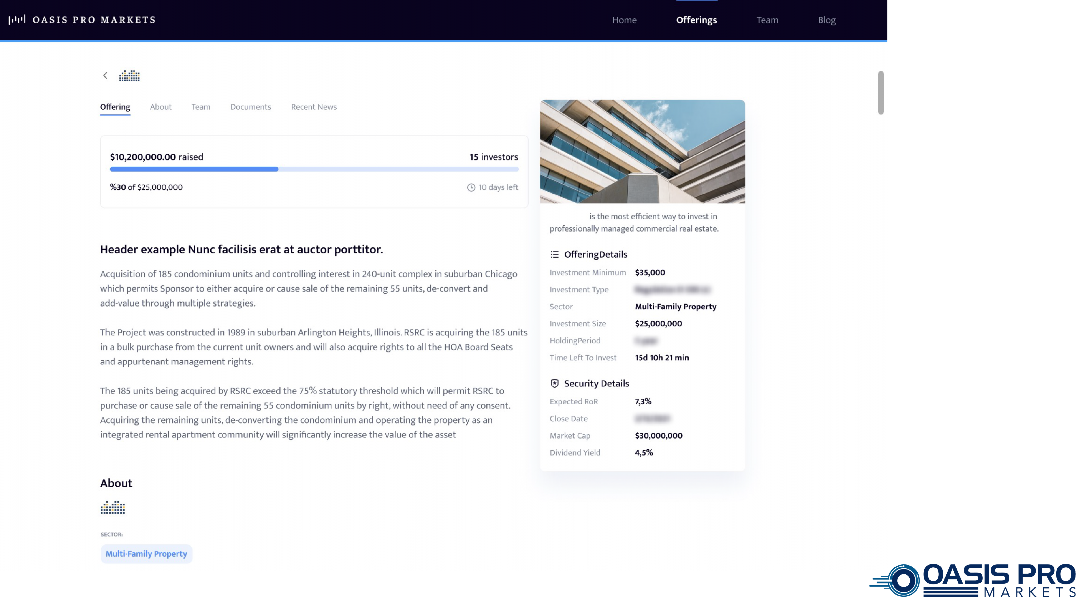 OASIS PRO MARKETS
Home
Offerings
Team
Blog
Offering
About
Team
Documents
Recent News
$10,200,000.00 raised
15 investors
%30 of $25,000,000
10 days left
Header example Nunc facilisis erat at auctor porttitor.
Acquisition of 185 condominium units and controlling interest in 240-unit complex in suburban Chicago
which permits Sponsor to either acquire or cause sale of the remaining 55 units, de-convert and
add-value through multiple strategies.
The Project was constructed in 1989 in suburban Arlington Heights, Illinois. RSRC is acquiring the 185 units
in a bulk purchase from the current unit owners and will also acquire rights to all the HOA Board Seats
and appurtenant management rights.
The 185 units being acquired by RSRC exceed the 75% statutory threshold which will permit RSRC to
purchase or cause sale of the remaining 55 condominium units by right, without need of any consent.
Acquiring the remaining units, de-converting the condominium and operating the property as an
integrated rental apartment community will significantly increase the value of the asset
About
SECTOR:
Multi-Family Property
is the most efficient way to invest in
professionally managed commercial real estate.
OfferingDetails
Investment Minimum $35,000
Investment Type
Sector Multi-Family Property
Investment Size $25,000,000
HoldingPeriod
Time Left To Invest 15d 10h 21 min
Security Details
Expected RoR 7,3%
Close Date
Market Cap $30,000,000
Dividend Yield 4,5%
OASIS PRO
MARKETS